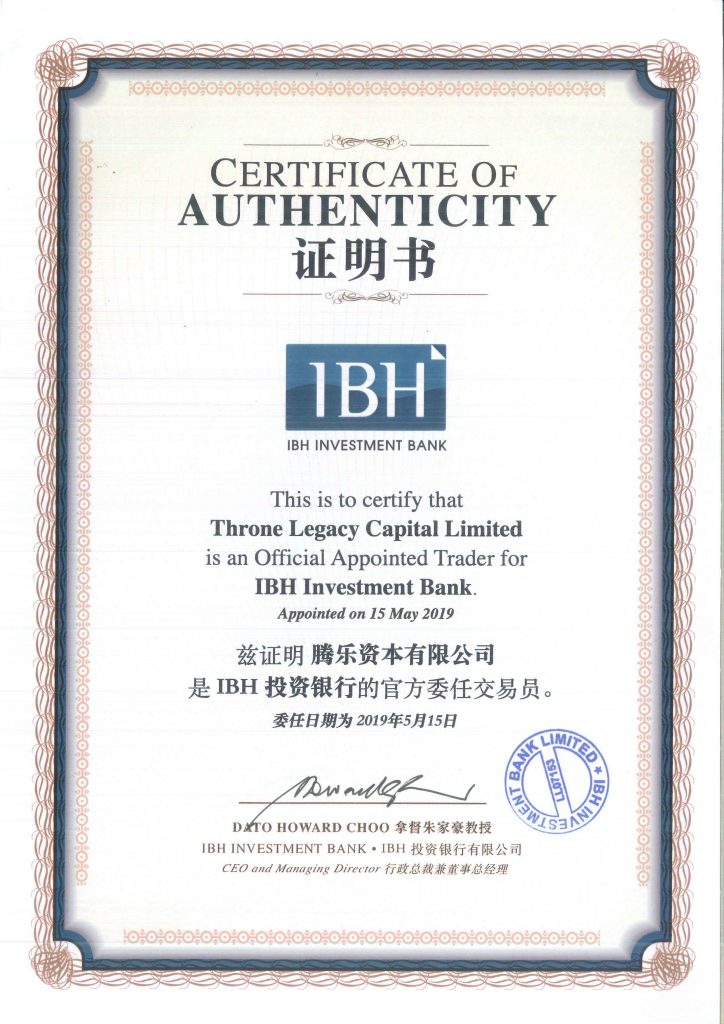 CERTIFICATE OF
AUTHENTICITY
证明书
IBH
IBH INVESTMENT BANK
This is to certify that
Throne Legacy Capital Limited
is an Official Appointed Trader for
IBH Investment Bank.
Appointed on 15 May 2019
兹证明 腾乐资本有限公司
是 IBH 投资银行的官方委任交易员。
委任日期为 2019年5月15日
IBH INVESTMENT BANK LIMITED ★
LL07163
DATO HOWARD CHOO 拿督朱家豪教授
IBH INVESTMENT BANK • IBH 投资银行有限公司
CEO and Managing Director 行政总裁兼董事总经理